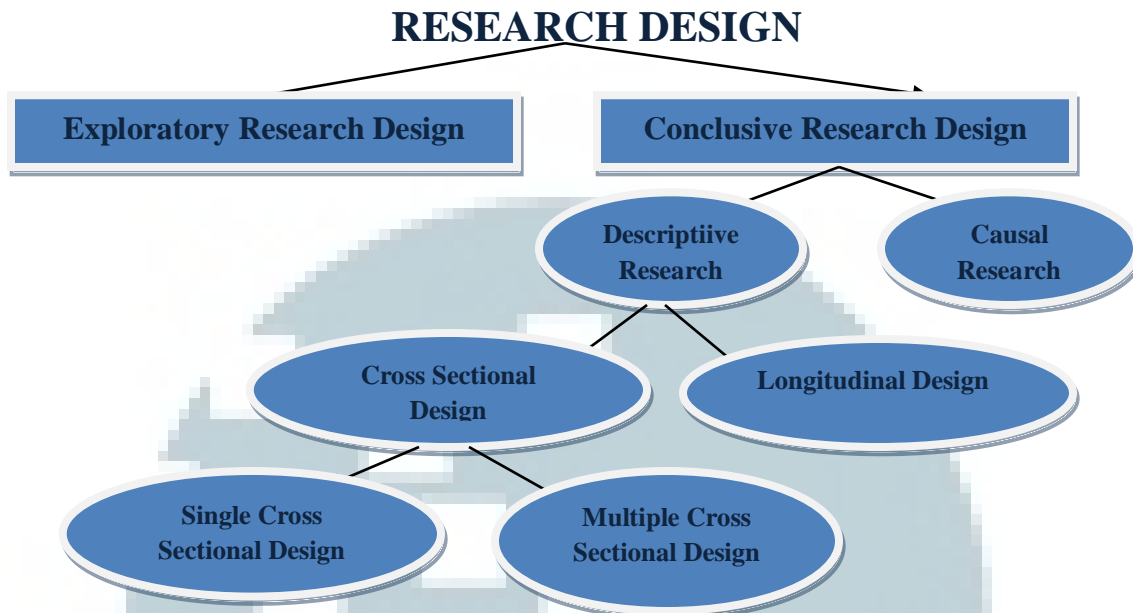 RESEARCH DESIGN
Exploratory Research Design
Conclusive Research Design
Descriptiive
Research
Causal
Research
Cross Sectional
Design
Longitudinal Design
Single Cross
Sectional Design
Multiple Cross
Sectional Design